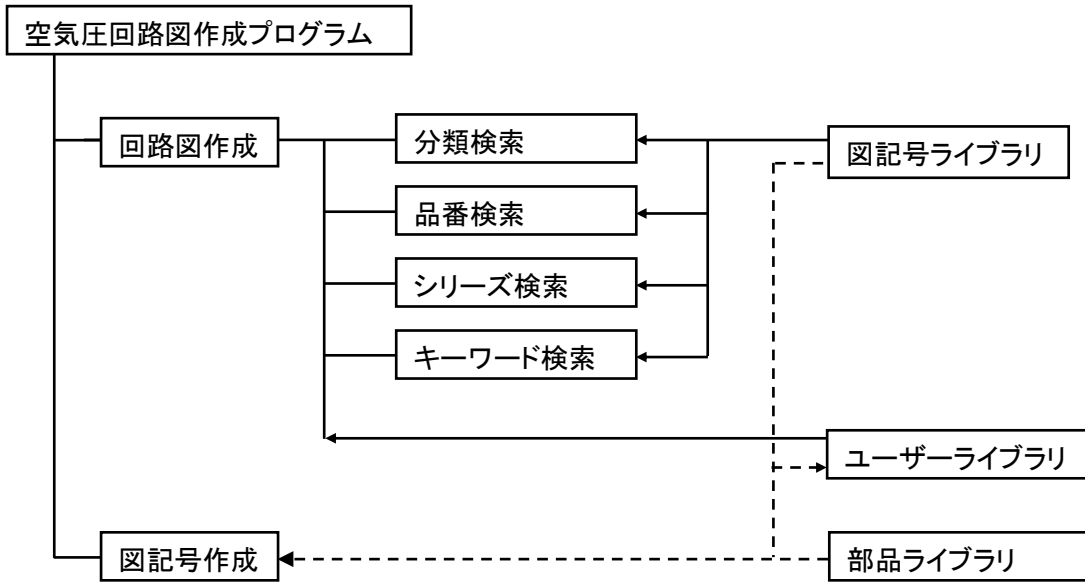 空気圧回路図作成プログラム
回路図作成
分類検索
図記号ライブラリ
品番検索
シリーズ検索
キーワード検索
ユーザーライブラリ
図記号作成
部品ライブラリ